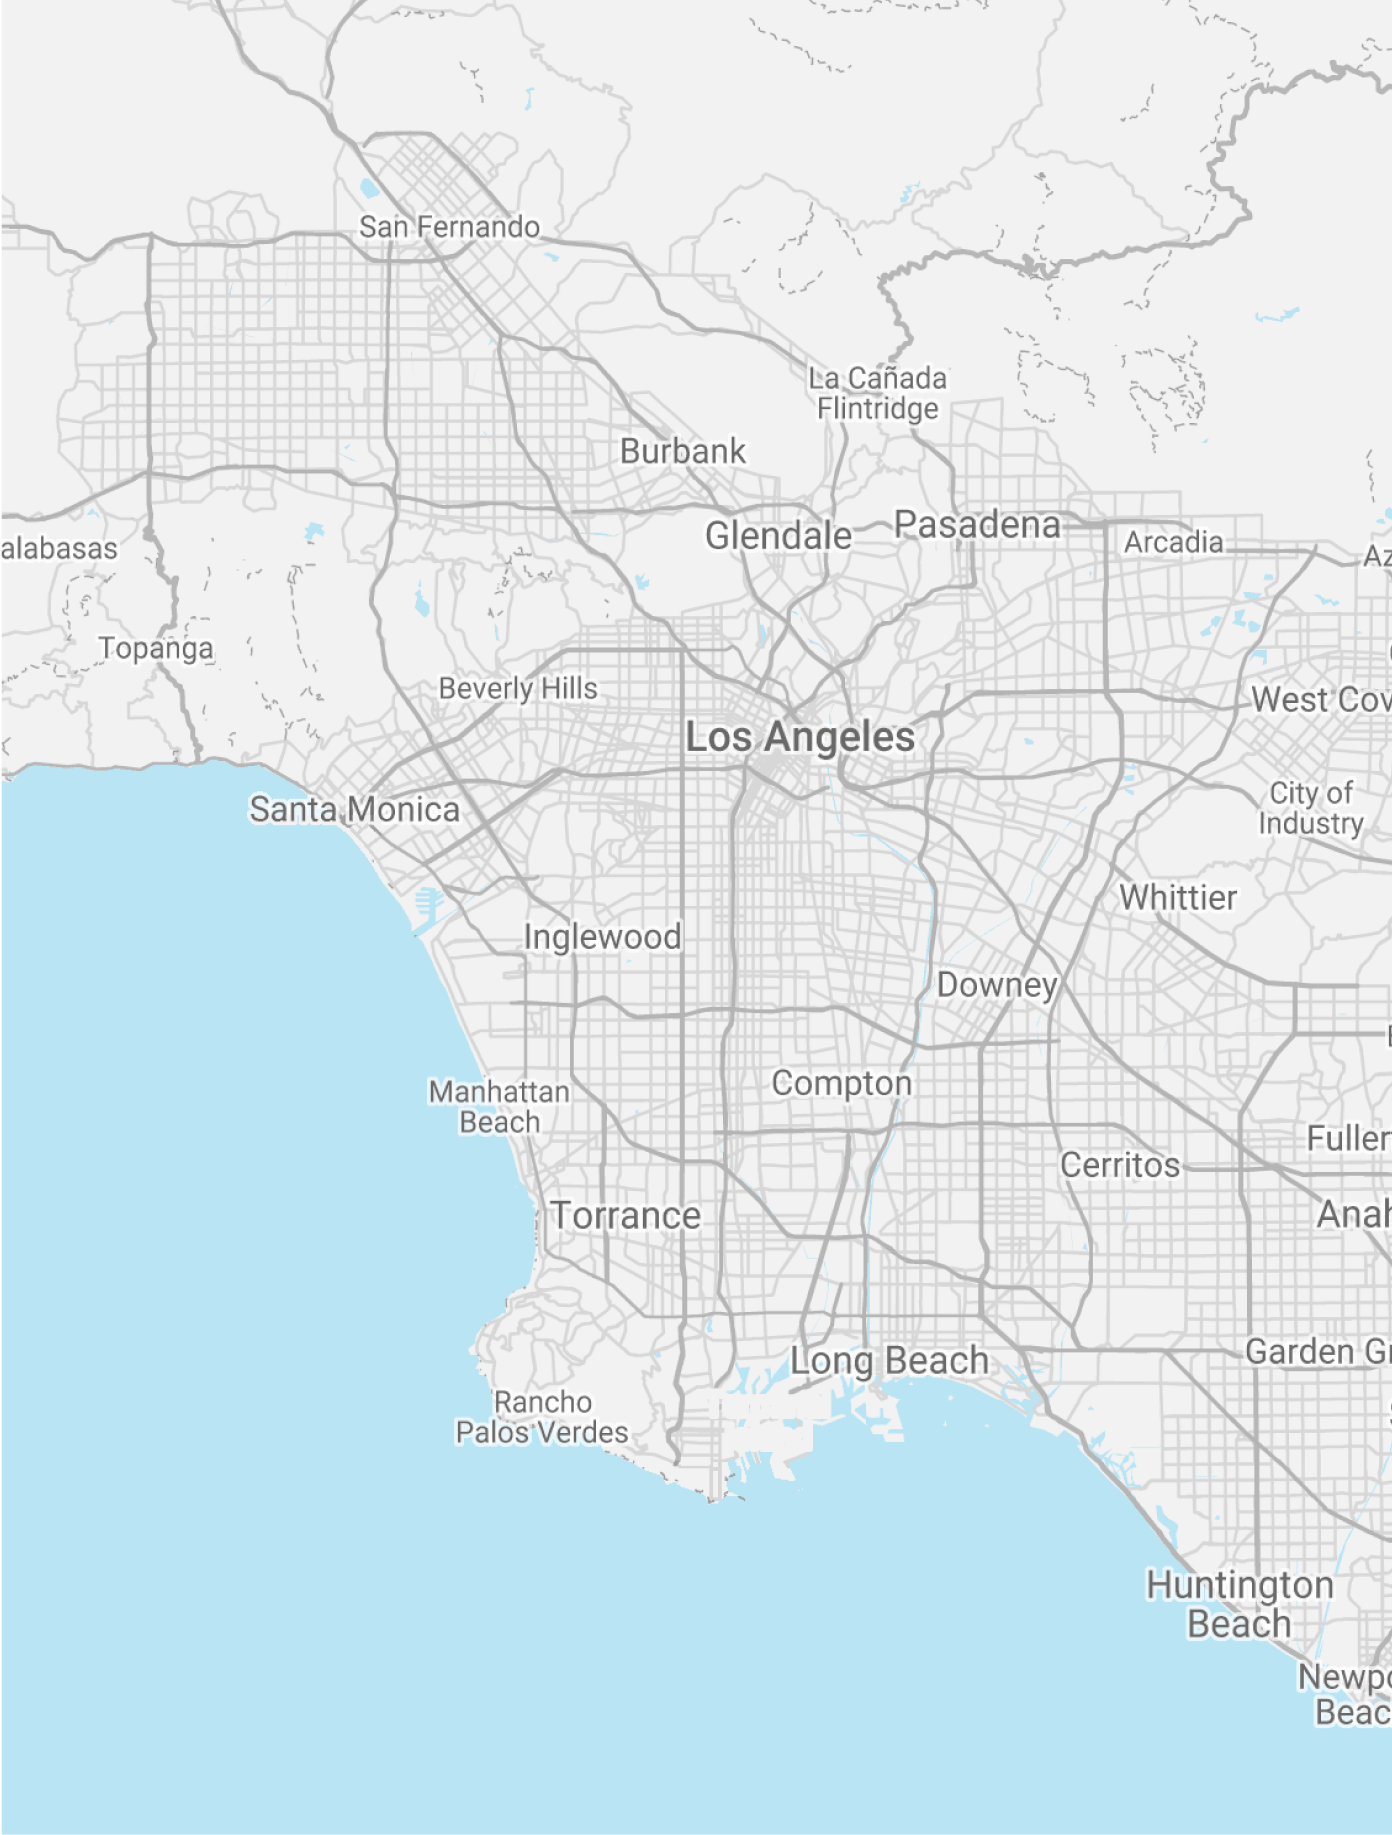 San Fernando
La Cañada
Flintridge
Burbank
Glendale
Pasadena
Arcadia
Az
alabasas
Topanga
Beverly Hills
West Cov
Los Angeles
Santa Monica
City of
Industry
Whittier
Inglewood
Downey
Manhattan
Beach
Compton
Fuller
Cerritos
Torrance
Anah
Garden Gr
Long Beach
Rancho
Palos Verdes
Huntington
Beach
Newpo
Beac